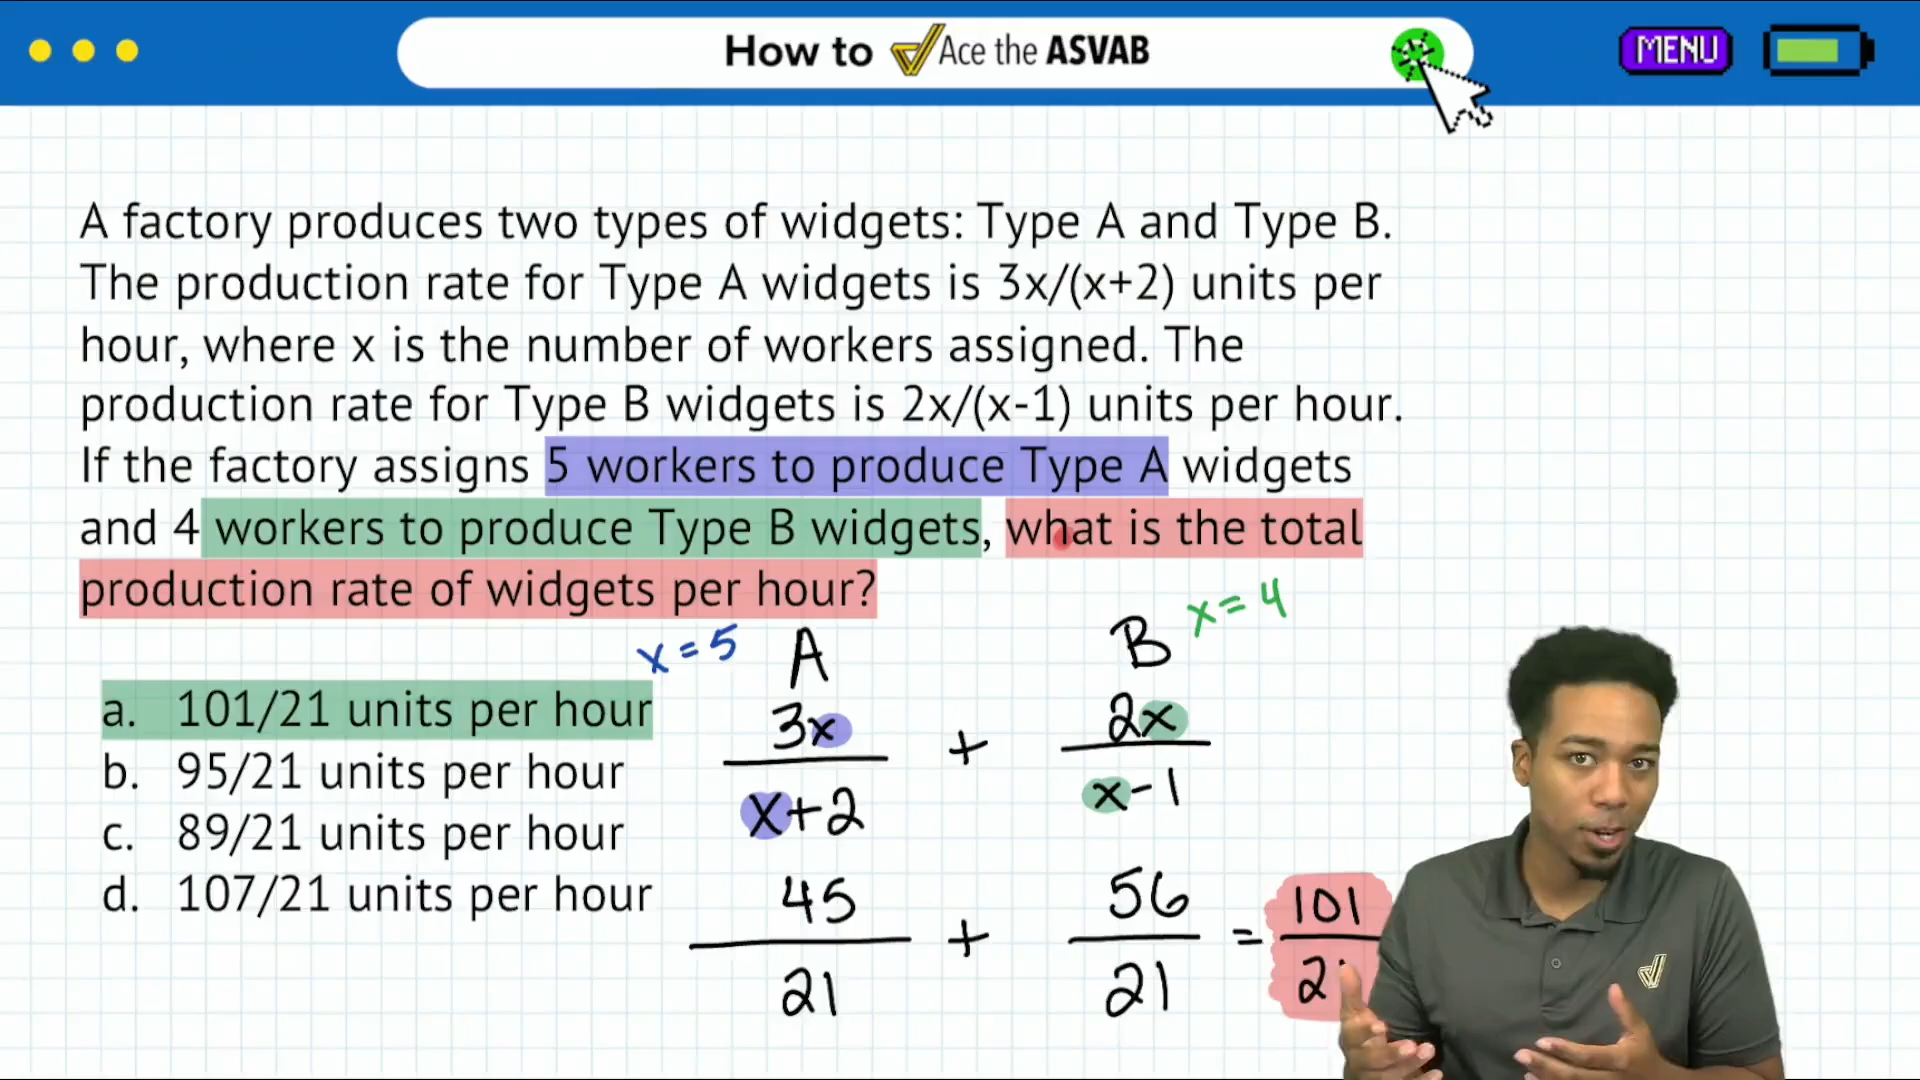 How to Ace the ASVAB
MENU
A factory produces two types of widgets: Type A and Type B.
The production rate for Type A widgets is 3x/(x+2) units per
hour, where x is the number of workers assigned. The
production rate for Type B widgets is 2x/(x-1) units per hour.
If the factory assigns 5 workers to produce Type A widgets
and 4 workers to produce Type B widgets, what is the total
production rate of widgets per hour?
a. 101/21 units per hour
b. 95/21 units per hour
c. 89/21 units per hour
d. 107/21 units per hour
x = 5 A B x = 4
3x + 2x
x+2 x-1
45 + 56 = 101
21 21 2